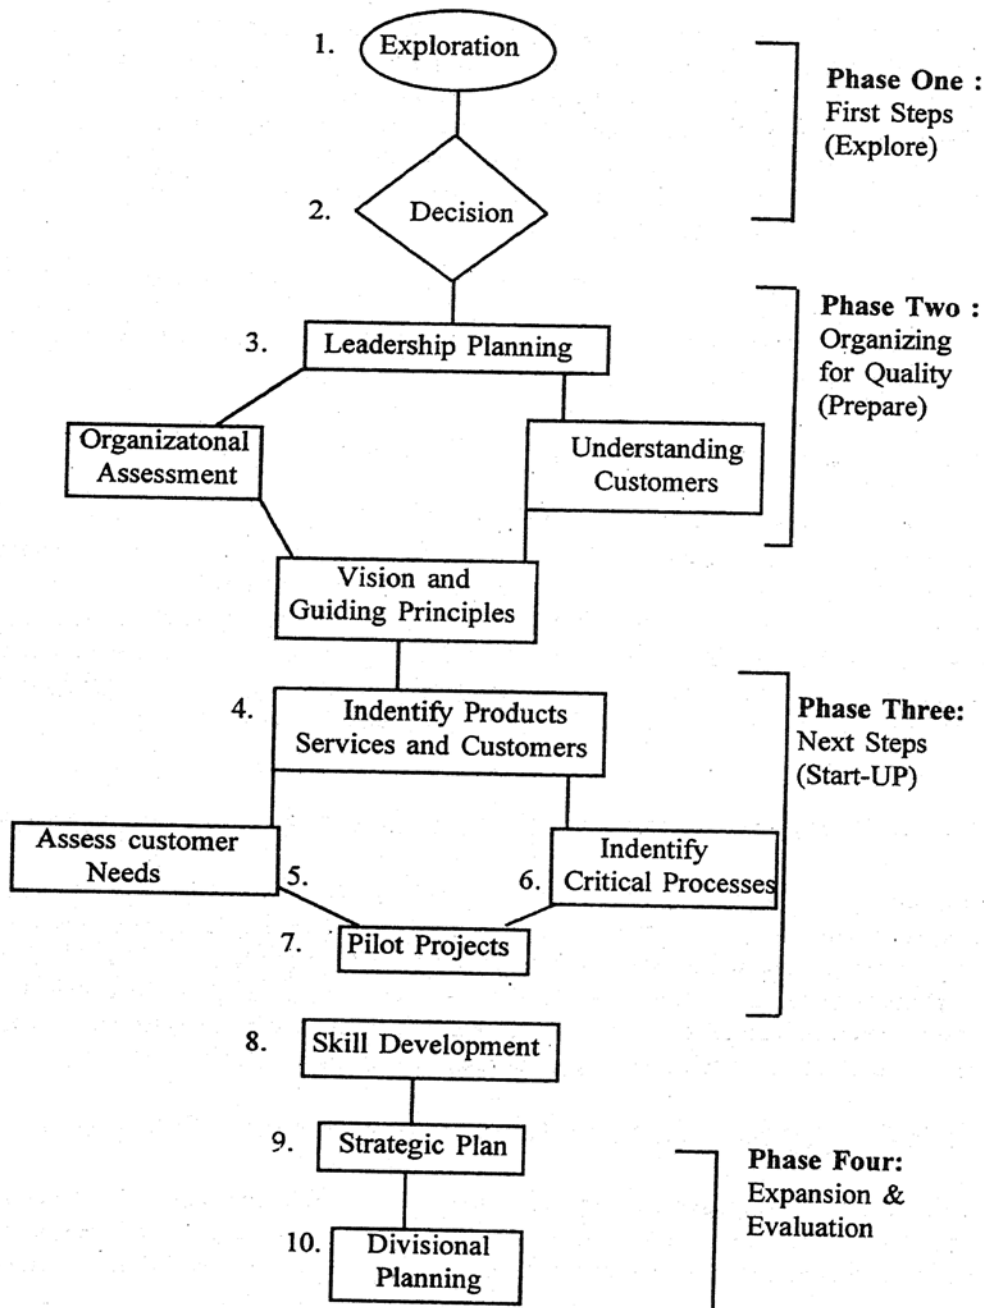 1. Exploration
Phase One :
First Steps
(Explore)
2. Decision
Phase Two :
Organizing
for Quality
(Prepare)
3. Leadership Planning
Organizatonal
Assessment
Understanding
Customers
Vision and
Guiding Principles
4. Indentify Products
Services and Customers
Phase Three:
Next Steps
(Start-UP)
Assess customer
Needs
5.
6. Indentify
Critical Processes
7. Pilot Projects
8. Skill Development
9. Strategic Plan
Phase Four:
Expansion &
Evaluation
10. Divisional
Planning